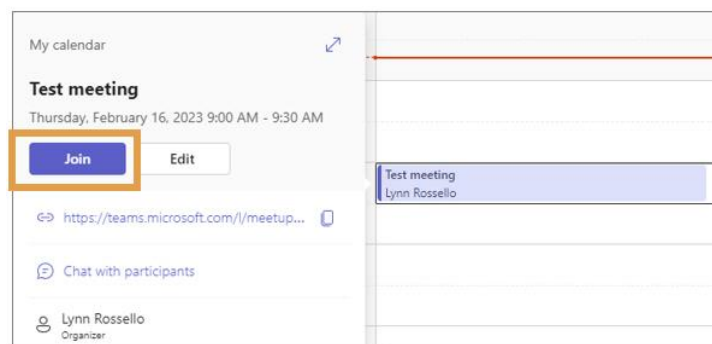 My calendar
Test meeting
Thursday, February 16, 2023 9:00 AM - 9:30 AM
Join
Edit
https://teams.microsoft.com/l/meetup...
Chat with participants
Lynn Rossello
Organizer
Test meeting
Lynn Rossello